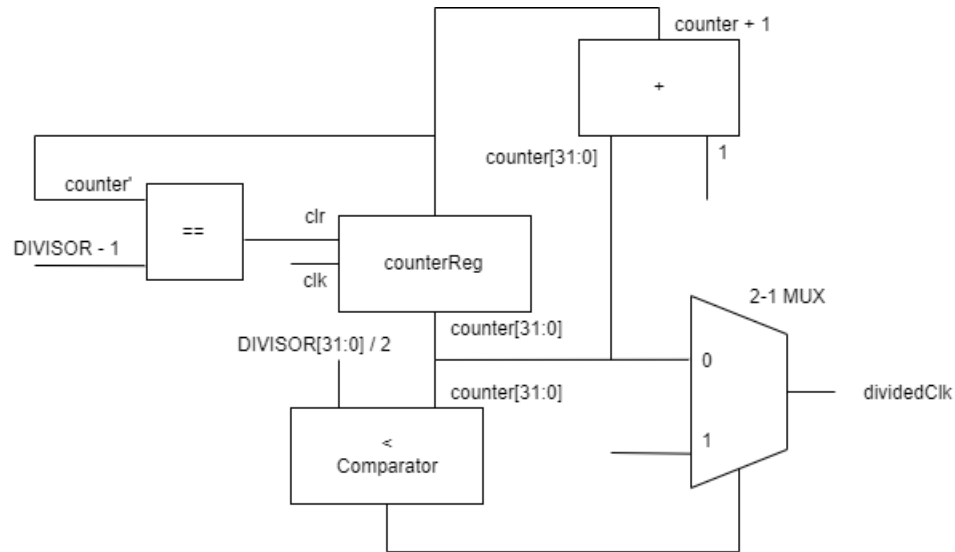 counter + 1
+
counter[31:0]
1
counter'
==
DIVISOR - 1
clr
clk
counterReg
2-1 MUX
counter[31:0]
DIVISOR[31:0] / 2
0
counter[31:0]
dividedClk
<
Comparator
1